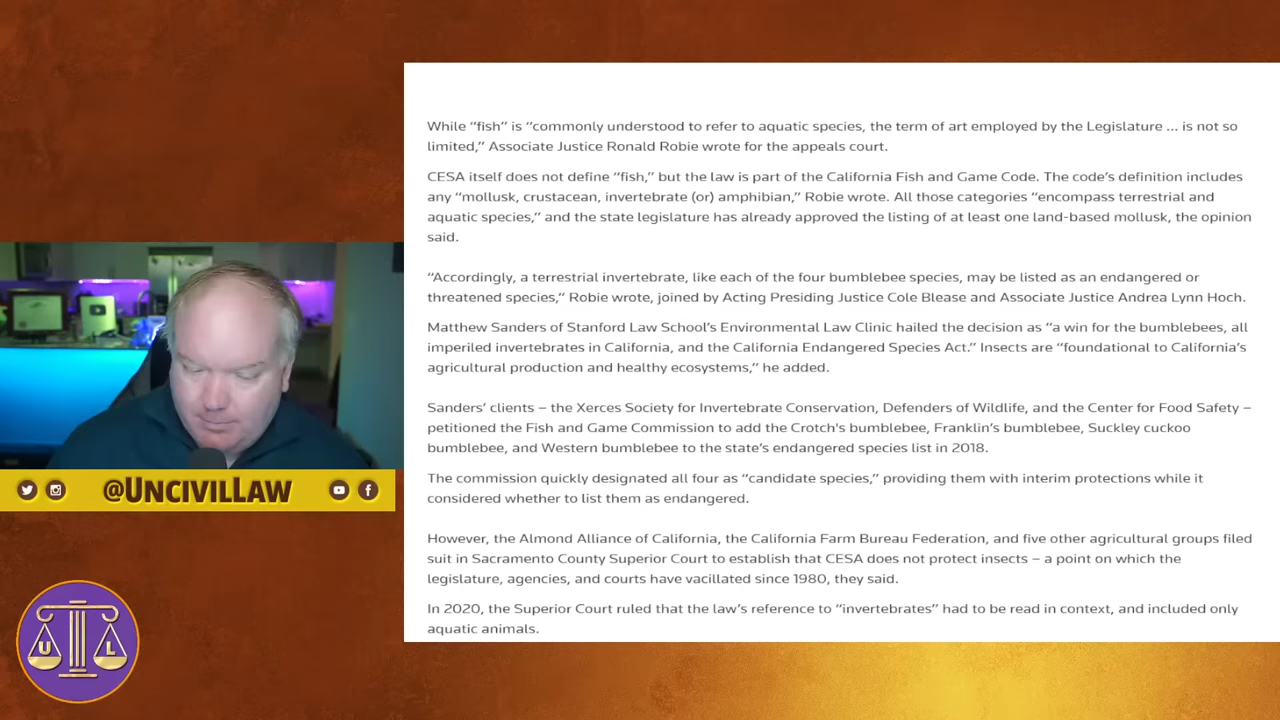 While “fish” is “commonly understood to refer to aquatic species, the term of art employed by the Legislature ... is not so
limited,” Associate Justice Ronald Robie wrote for the appeals court.
CESA itself does not define “fish,” but the law is part of the California Fish and Game Code. The code’s definition includes
any “mollusk, crustacean, invertebrate (or) amphibian,” Robie wrote. All those categories “encompass terrestrial and
aquatic species,” and the state legislature has already approved the listing of at least one land-based mollusk, the opinion
said.
“Accordingly, a terrestrial invertebrate, like each of the four bumblebee species, may be listed as an endangered or
threatened species,” Robie wrote, joined by Acting Presiding Justice Cole Blease and Associate Justice Andrea Lynn Hoch.
Matthew Sanders of Stanford Law School’s Environmental Law Clinic hailed the decision as “a win for the bumblebees, all
imperiled invertebrates in California, and the California Endangered Species Act.” Insects are “foundational to California’s
agricultural production and healthy ecosystems,” he added.
Sanders’ clients – the Xerces Society for Invertebrate Conservation, Defenders of Wildlife, and the Center for Food Safety –
petitioned the Fish and Game Commission to add the Crotch's bumblebee, Franklin’s bumblebee, Suckley cuckoo
bumblebee, and Western bumblebee to the state’s endangered species list in 2018.
The commission quickly designated all four as “candidate species,” providing them with interim protections while it
considered whether to list them as endangered.
However, the Almond Alliance of California, the California Farm Bureau Federation, and five other agricultural groups filed
suit in Sacramento County Superior Court to establish that CESA does not protect insects – a point on which the
legislature, agencies, and courts have vacillated since 1980, they said.
In 2020, the Superior Court ruled that the law’s reference to “invertebrates” had to be read in context, and included only
aquatic animals.
@UNCIVILLAW
U L